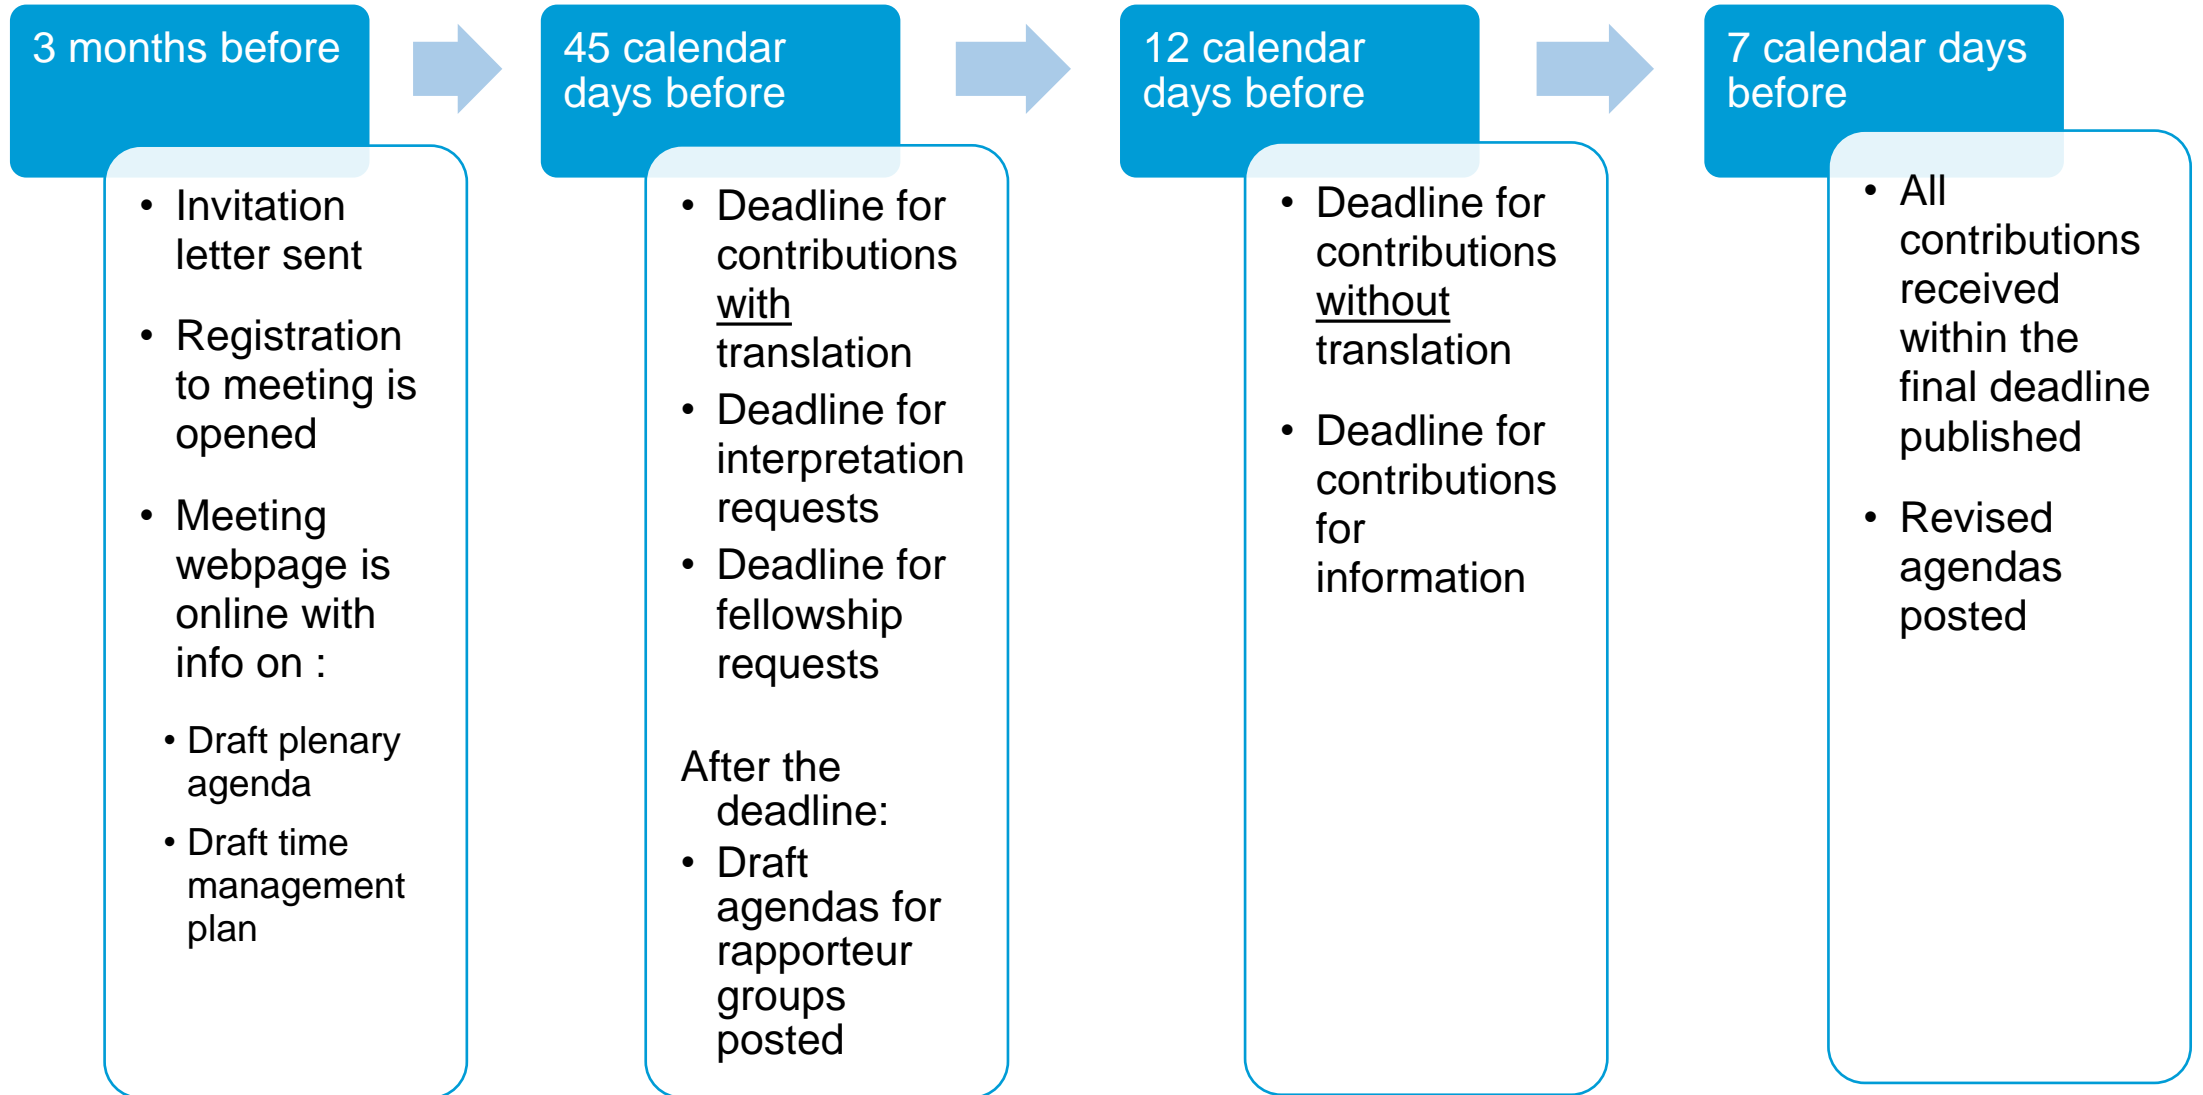 3 months before
• Invitation
letter sent
• Registration
to meeting is
opened
• Meeting
webpage is
online with
info on :
• Draft plenary
agenda
• Draft time
management
plan
45 calendar
days before
• Deadline for
contributions
with
translation
• Deadline for
interpretation
requests
• Deadline for
fellowship
requests
After the
deadline:
• Draft
agendas for
rapporteur
groups
posted
12 calendar
days before
• Deadline for
contributions
without
translation
• Deadline for
contributions
for
information
7 calendar days
before
• All
contributions
received
within the
final deadline
published
• Revised
agendas
posted